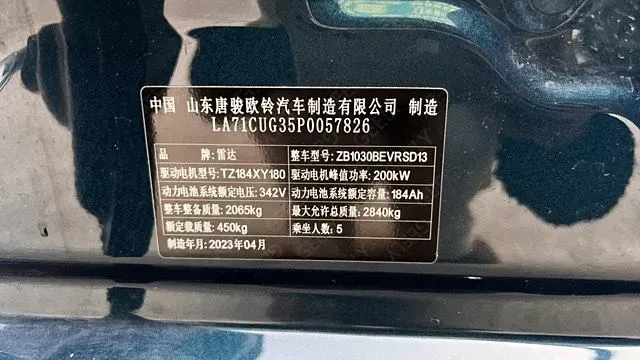 中国 山东唐骏欧铃汽车制造有限公司 制造
LA71CUG35P0057826
品 牌: 雷达 整车型号: ZB1030BEVRSD13
驱动电机型号: TZ184XY180 驱动电机峰值功率: 200kW
动力电池系统额定电压: 342V 动力电池系统额定容量: 184Ah
整车整备质量: 2065kg 最大允许总质量: 2840kg
额定载质量: 450kg 乘坐人数: 5
制造年月: 2023年04月